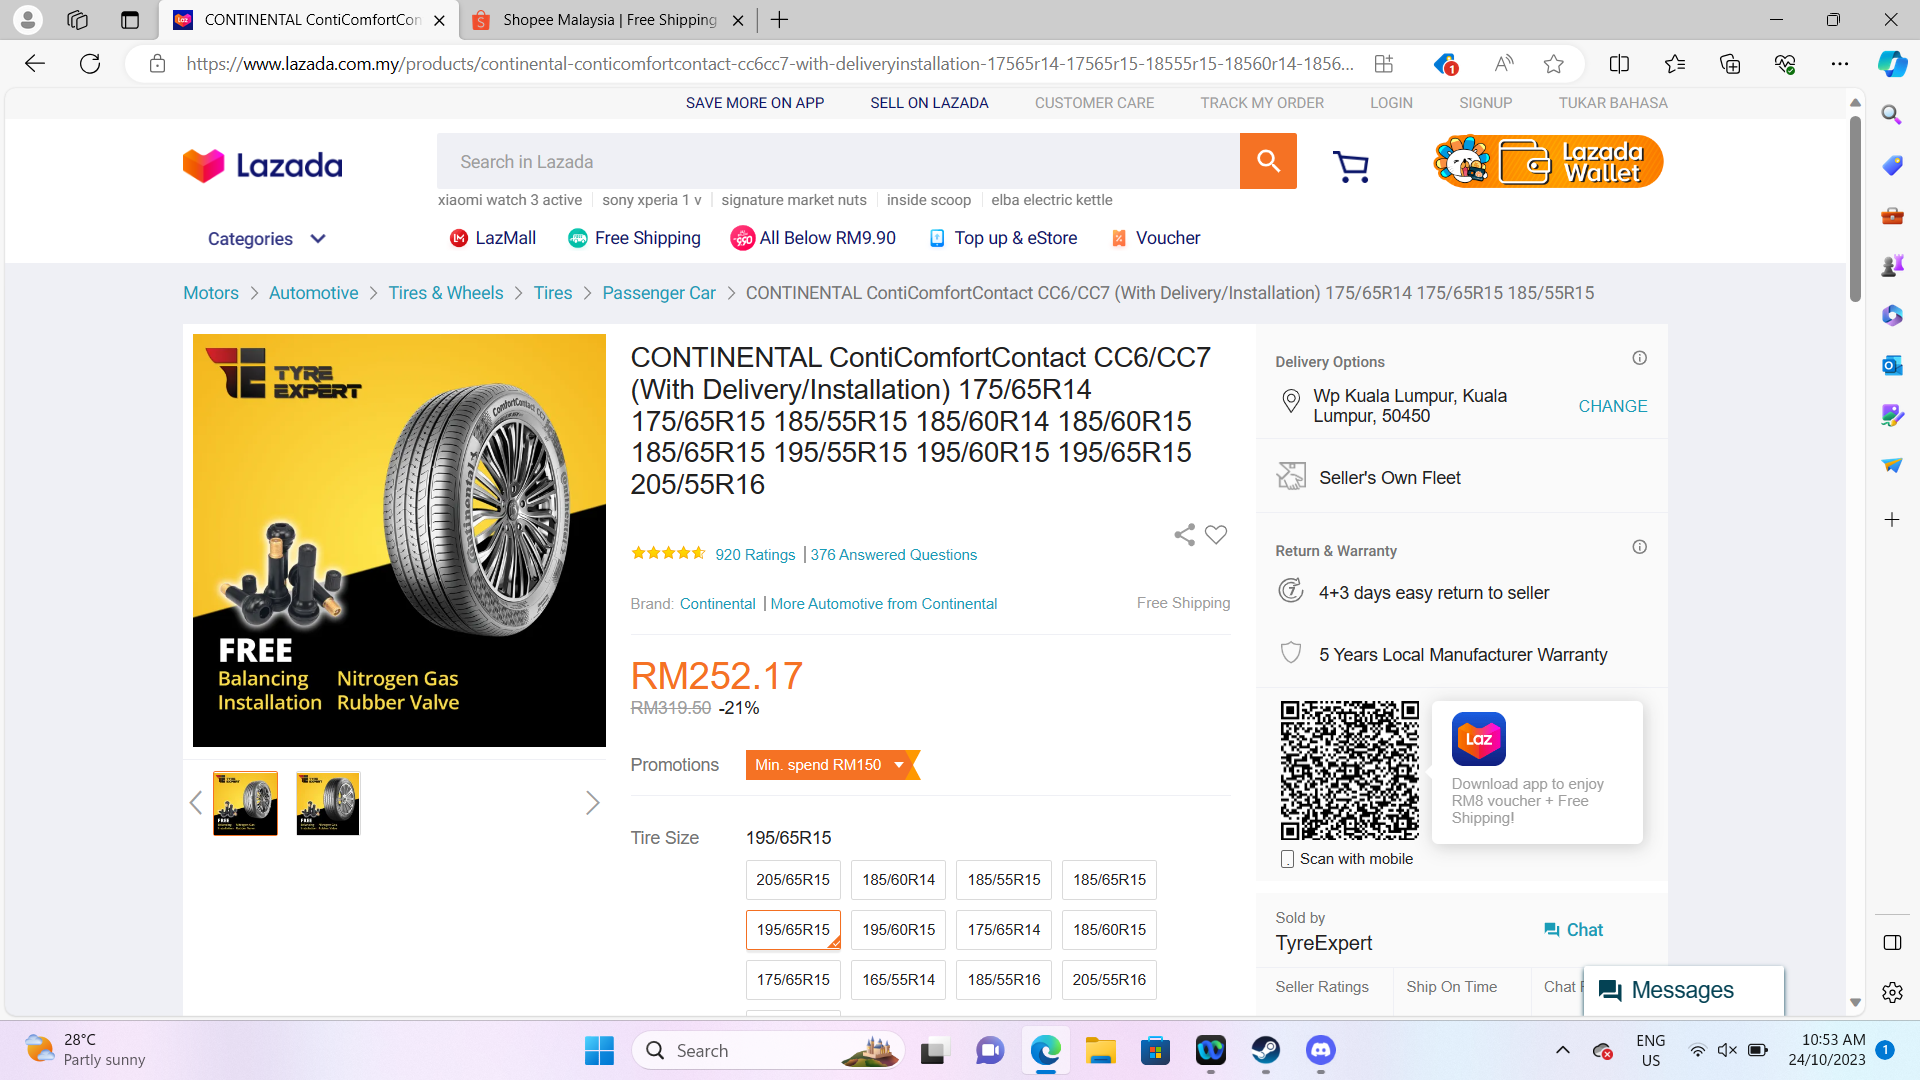 CONTINENTAL ContiComfortCon
Shopee Malaysia | Free Shipping
https://www.lazada.com.my/products/continental-conticomfortcontact-cc6cc7-with-deliveryinstallation-17565r14-17565r15-18555r15-18560r14-1856...
1
SAVE MORE ON APP
SELL ON LAZADA
CUSTOMER CARE
TRACK MY ORDER
LOGIN
SIGNUP
TUKAR BAHASA
Lazada
Search in Lazada
Lazada
Wallet
xiaomi watch 3 active
sony xperia 1 v
signature market nuts
inside scoop
elba electric kettle
Categories
LazMall
Free Shipping
All Below RM9.90
Top up & eStore
Voucher
Motors > Automotive > Tires & Wheels > Tires > Passenger Car > CONTINENTAL ContiComfortContact CC6/CC7 (With Delivery/Installation) 175/65R14 175/65R15 185/55R15
TYRE
EXPERT
FREE
Balancing Nitrogen Gas
Installation Rubber Valve
CONTINENTAL ContiComfortContact CC6/CC7
(With Delivery/Installation) 175/65R14
175/65R15 185/55R15 185/60R14 185/60R15
185/65R15 195/55R15 195/60R15 195/65R15
205/55R16
920 Ratings | 376 Answered Questions
Brand: Continental | More Automotive from Continental
Free Shipping
RM252.17
RM319.50 -21%
Promotions
Min. spend RM150
Tire Size
195/65R15
205/65R15 185/60R14 185/55R15 185/65R15
195/65R15 195/60R15 175/65R14 185/60R15
175/65R15 165/55R14 185/55R16 205/55R16
Delivery Options
Wp Kuala Lumpur, Kuala
Lumpur, 50450
CHANGE
Seller's Own Fleet
Return & Warranty
4+3 days easy return to seller
5 Years Local Manufacturer Warranty
Laz
Download app to enjoy
RM8 voucher + Free
Shipping!
Scan with mobile
Sold by
TyreExpert
Chat
Seller Ratings
Ship On Time
Chat
Messages
28°C
Partly sunny
Search
ENG
US
10:53 AM
24/10/2023
1